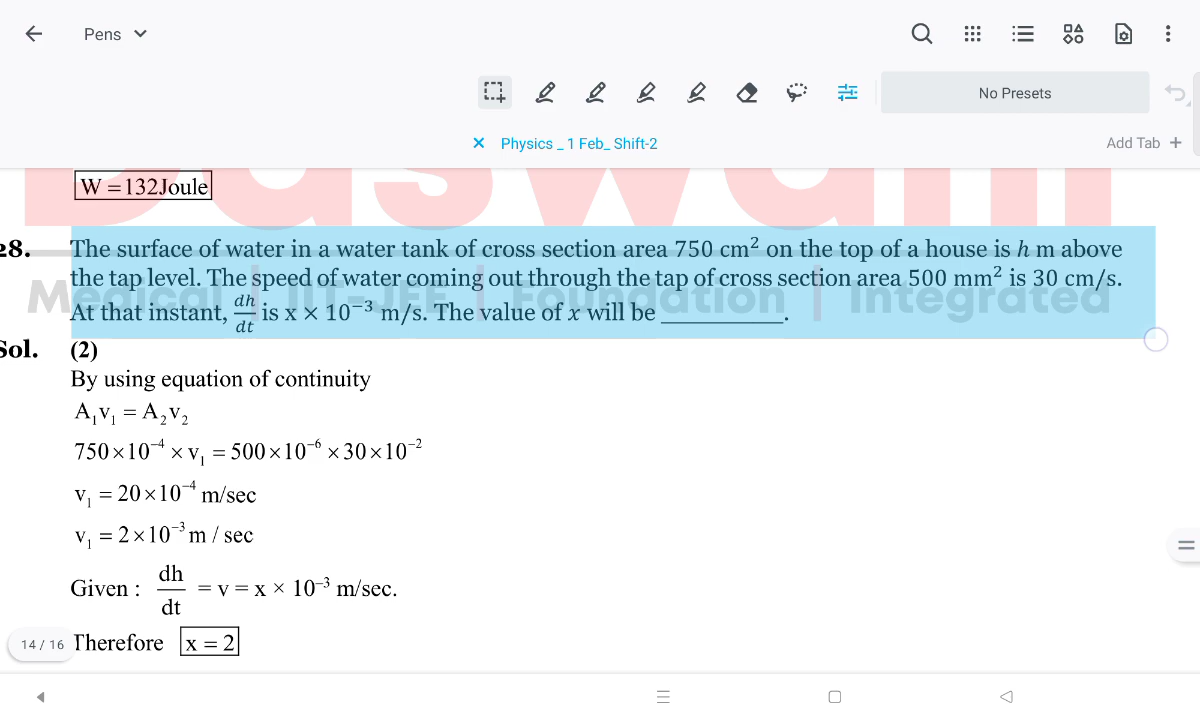 Pens
No Presets
Physics _ 1 Feb_ Shift-2
Add Tab +
W = 132Joule
28. The surface of water in a water tank of cross section area 750 cm² on the top of a house is h m above
the tap level. The speed of water coming out through the tap of cross section area 500 mm² is 30 cm/s.
At that instant, dh/dt is x × 10⁻³ m/s. The value of x will be __________.
Sol. (2)
By using equation of continuity
A₁v₁ = A₂v₂
750×10⁻⁴ × v₁ = 500×10⁻⁶ ×30×10⁻²
v₁ = 20×10⁻⁴ m/sec
v₁ = 2×10⁻³ m / sec
Given : dh/dt = v = x × 10⁻³ m/sec.
14 / 16
Therefore x = 2